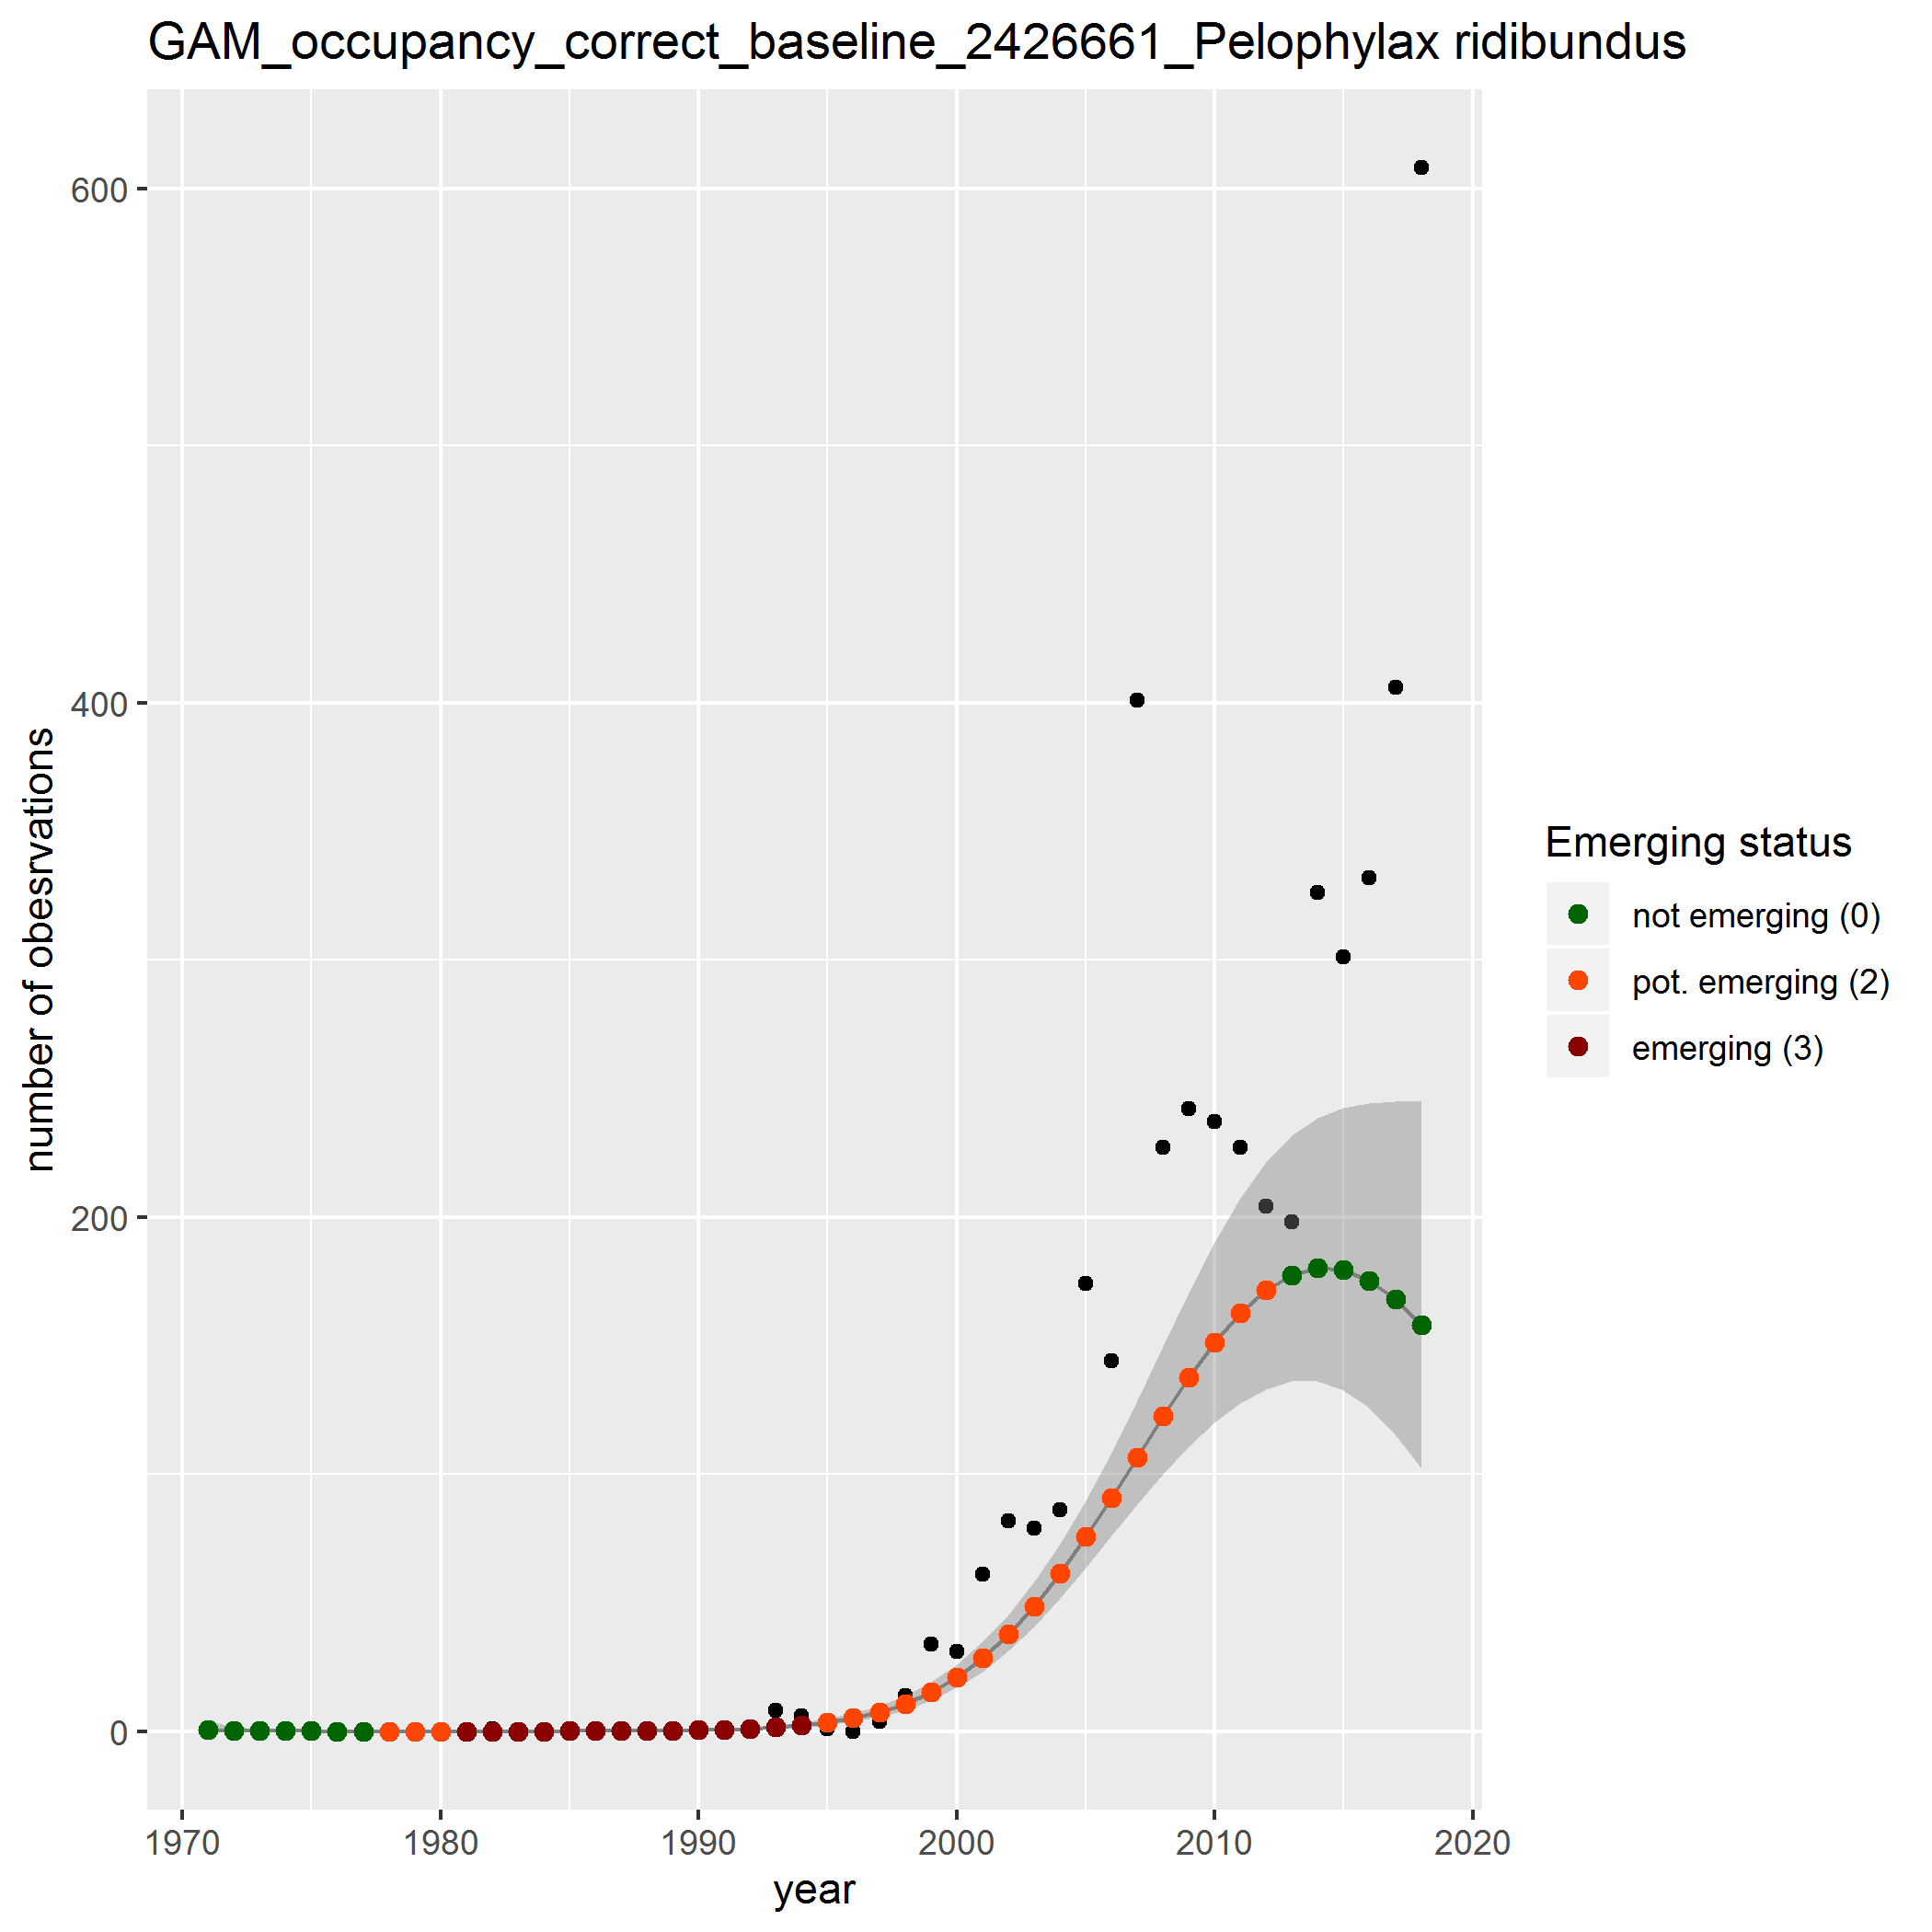 GAM_occupancy_correct_baseline_2426661_Pelophylax ridibundus
600
400
200
0
number of obesrvations
1970
1980
1990
2000
2010
2020
year
Emerging status
not emerging (0)
pot. emerging (2)
emerging (3)